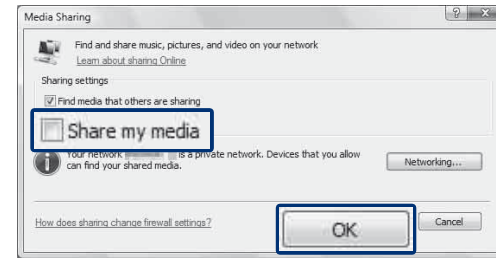 Media Sharing
Find and share music, pictures, and video on your network
Learn about sharing Online
Sharing settings
Find media that others are sharing
Share my media
Your network is a private network. Devices that you allow
can find your shared media.
Networking...
How does sharing change firewall settings?
OK
Cancel